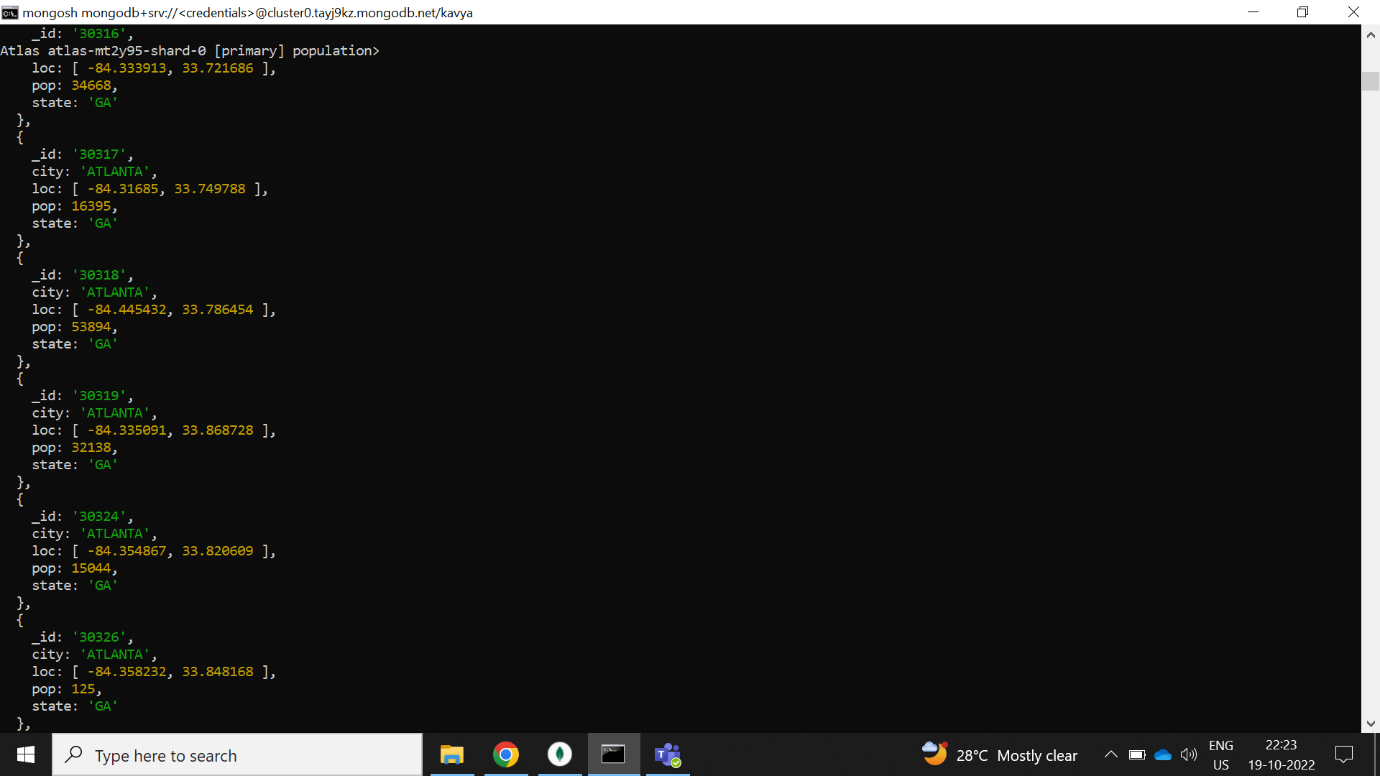 mongosh mongodb+srv://<credentials>@cluster0.tayj9kz.mongodb.net/kavya
_id: '30316',
Atlas atlas-mt2y95-shard-0 [primary] population>
loc: [ -84.333913, 33.721686 ],
pop: 34668,
state: 'GA'
},
{
_id: '30317',
city: 'ATLANTA',
loc: [ -84.31685, 33.749788 ],
pop: 16395,
state: 'GA'
},
{
_id: '30318',
city: 'ATLANTA',
loc: [ -84.445432, 33.786454 ],
pop: 53894,
state: 'GA'
},
{
_id: '30319',
city: 'ATLANTA',
loc: [ -84.335091, 33.868728 ],
pop: 32138,
state: 'GA'
},
{
_id: '30324',
city: 'ATLANTA',
loc: [ -84.354867, 33.820609 ],
pop: 15044,
state: 'GA'
},
{
_id: '30326',
city: 'ATLANTA',
loc: [ -84.358232, 33.848168 ],
pop: 125,
state: 'GA'
},
Type here to search
28°C Mostly clear
ENG
US
22:23
19-10-2022